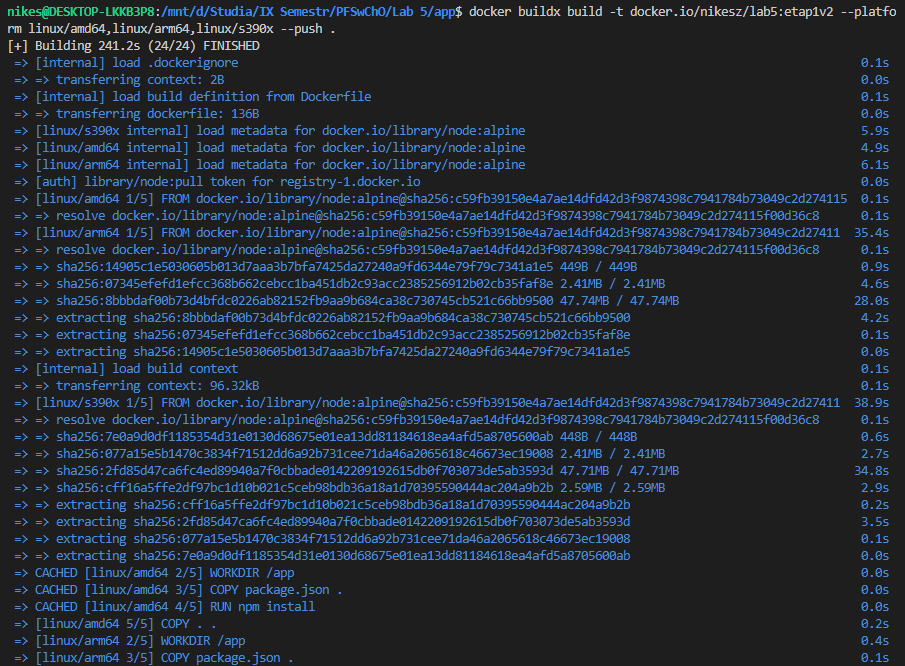 nikes@DESKTOP-LKKB3P8:/mnt/d/Studia/IX Semestr/PFSwChO/Lab 5/app$ docker buildx build -t docker.io/nikesz/lab5:etap1v2 --platfo
rm linux/amd64,linux/arm64,linux/s390x --push .
[+] Building 241.2s (24/24) FINISHED
=> [internal] load .dockerignore 0.1s
=> => transferring context: 2B 0.0s
=> [internal] load build definition from Dockerfile 0.1s
=> => transferring dockerfile: 136B 0.0s
=> [linux/s390x internal] load metadata for docker.io/library/node:alpine 5.9s
=> [linux/amd64 internal] load metadata for docker.io/library/node:alpine 4.9s
=> [linux/arm64 internal] load metadata for docker.io/library/node:alpine 6.1s
=> [auth] library/node:pull token for registry-1.docker.io 0.0s
=> [linux/amd64 1/5] FROM docker.io/library/node:alpine@sha256:c59fb39150e4a7ae14dfd42d3f9874398c7941784b73049c2d274115 0.1s
=> => resolve docker.io/library/node:alpine@sha256:c59fb39150e4a7ae14dfd42d3f9874398c7941784b73049c2d274115f00d36c8 0.1s
=> [linux/arm64 1/5] FROM docker.io/library/node:alpine@sha256:c59fb39150e4a7ae14dfd42d3f9874398c7941784b73049c2d27411 35.4s
=> => resolve docker.io/library/node:alpine@sha256:c59fb39150e4a7ae14dfd42d3f9874398c7941784b73049c2d274115f00d36c8 0.1s
=> => sha256:14905c1e5030605b013d7aaa3b7bfa7425da27240a9fd6344e79f79c7341a1e5 449B / 449B 0.9s
=> => sha256:07345efefd1efcc368b662cebcc1ba451db2c93acc2385256912b02cb35faf8e 2.41MB / 2.41MB 4.6s
=> => sha256:8bbbdaf00b73d4bfdc0226ab82152fb9aa9b684ca38c730745cb521c66bb9500 47.74MB / 47.74MB 28.0s
=> => extracting sha256:8bbbdaf00b73d4bfdc0226ab82152fb9aa9b684ca38c730745cb521c66bb9500 4.2s
=> => extracting sha256:07345efefd1efcc368b662cebcc1ba451db2c93acc2385256912b02cb35faf8e 0.1s
=> => extracting sha256:14905c1e5030605b013d7aaa3b7bfa7425da27240a9fd6344e79f79c7341a1e5 0.0s
=> [internal] load build context 0.1s
=> => transferring context: 96.32kB 0.1s
=> [linux/s390x 1/5] FROM docker.io/library/node:alpine@sha256:c59fb39150e4a7ae14dfd42d3f9874398c7941784b73049c2d27411 38.9s
=> => resolve docker.io/library/node:alpine@sha256:c59fb39150e4a7ae14dfd42d3f9874398c7941784b73049c2d274115f00d36c8 0.1s
=> => sha256:7e0a9d0df1185354d31e0130d68675e01ea13dd81184618ea4afd5a8705600ab 448B / 448B 0.6s
=> => sha256:077a15e5b1470c3834f71512dd6a92b731cee71da46a2065618c46673ec19008 2.41MB / 2.41MB 2.7s
=> => sha256:2fd85d47ca6fc4ed89940a7f0cbbade0142209192615db0f703073de5ab3593d 47.71MB / 47.71MB 34.8s
=> => sha256:cff16a5ffe2df97bc1d10b021c5ceb98bdb36a18a1d70395590444ac204a9b2b 2.59MB / 2.59MB 2.9s
=> => extracting sha256:cff16a5ffe2df97bc1d10b021c5ceb98bdb36a18a1d70395590444ac204a9b2b 0.2s
=> => extracting sha256:2fd85d47ca6fc4ed89940a7f0cbbade0142209192615db0f703073de5ab3593d 3.5s
=> => extracting sha256:077a15e5b1470c3834f71512dd6a92b731cee71da46a2065618c46673ec19008 0.1s
=> => extracting sha256:7e0a9d0df1185354d31e0130d68675e01ea13dd81184618ea4afd5a8705600ab 0.0s
=> CACHED [linux/amd64 2/5] WORKDIR /app 0.0s
=> CACHED [linux/amd64 3/5] COPY package.json . 0.0s
=> CACHED [linux/amd64 4/5] RUN npm install 0.0s
=> [linux/amd64 5/5] COPY . . 0.2s
=> [linux/arm64 2/5] WORKDIR /app 0.4s
=> [linux/arm64 3/5] COPY package.json . 0.1s